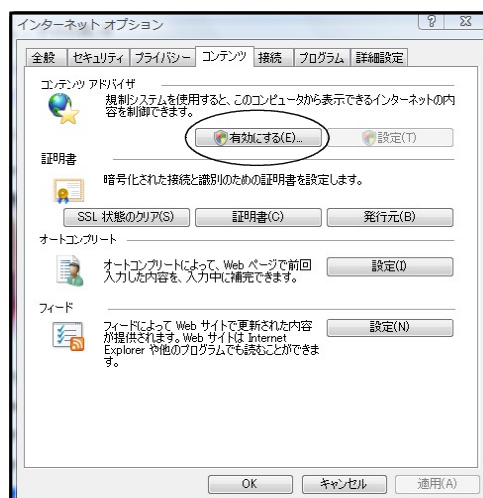 インターネット オプション
全般 セキュリティ プライバシー コンテンツ 接続 プログラム 詳細設定
コンテンツ アドバイザ
規制システムを使用すると、このコンピュータから表示できるインターネットの内
容を制御できます。
有効にする(E)... 設定(T)
証明書
暗号化された接続と識別のための証明書を設定します。
SSL 状態のクリア(S) 証明書(C) 発行元(B)
オートコンプリート
オートコンプリートによって、Web ページで前回
入力した内容を、入力中に補完できます。
設定(I)
フィード
フィードによって Web サイトで更新された内容
が提供されます。Web サイトは Internet
Explorer や他のプログラムでも読むことができま
す。
設定(N)
OK キャンセル 適用(A)